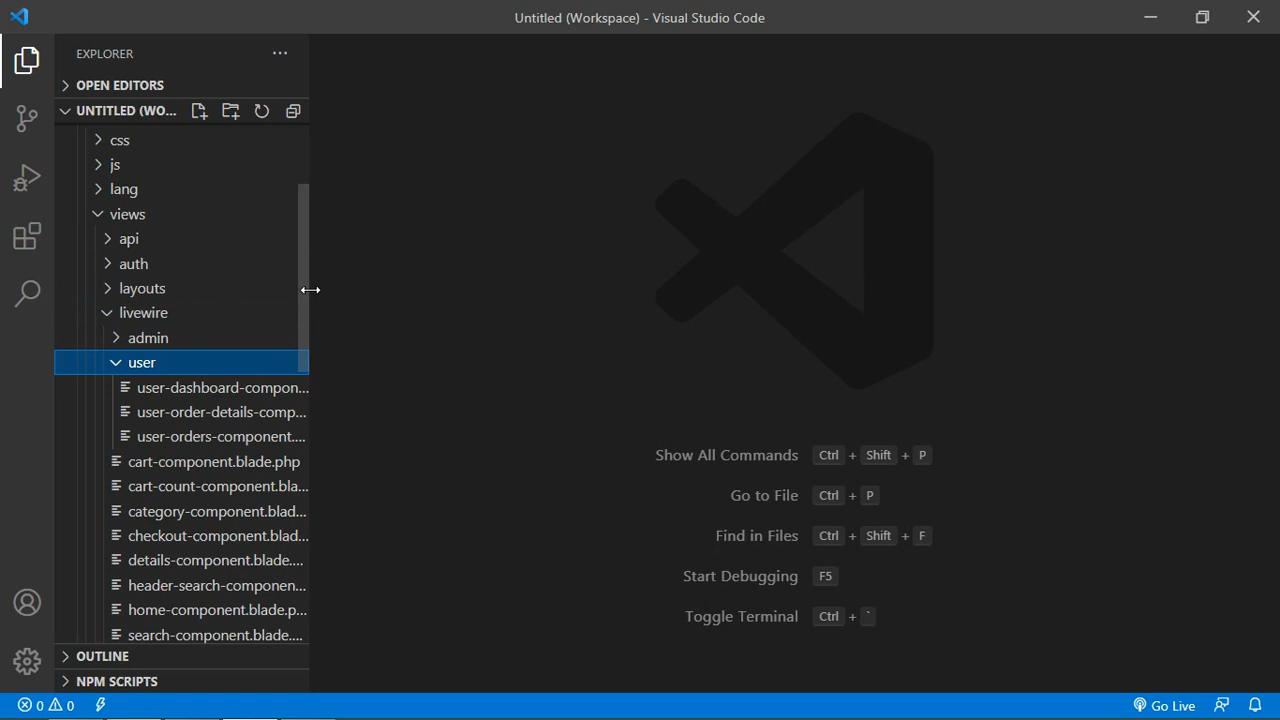 Untitled (Workspace) - Visual Studio Code
EXPLORER
OPEN EDITORS
UNTITLED (WO...
css
js
lang
views
api
auth
layouts
livewire
admin
user
user-dashboard-compon...
user-order-details-comp...
user-orders-component....
cart-component.blade.php
cart-count-component.bla...
category-component.blad...
checkout-component.blad...
details-component.blade....
header-search-componen...
home-component.blade.p...
search-component.blade....
OUTLINE
NPM SCRIPTS
Show All Commands Ctrl + Shift + P
Go to File Ctrl + P
Find in Files Ctrl + Shift + F
Start Debugging F5
Toggle Terminal Ctrl + `
0 0 Go Live